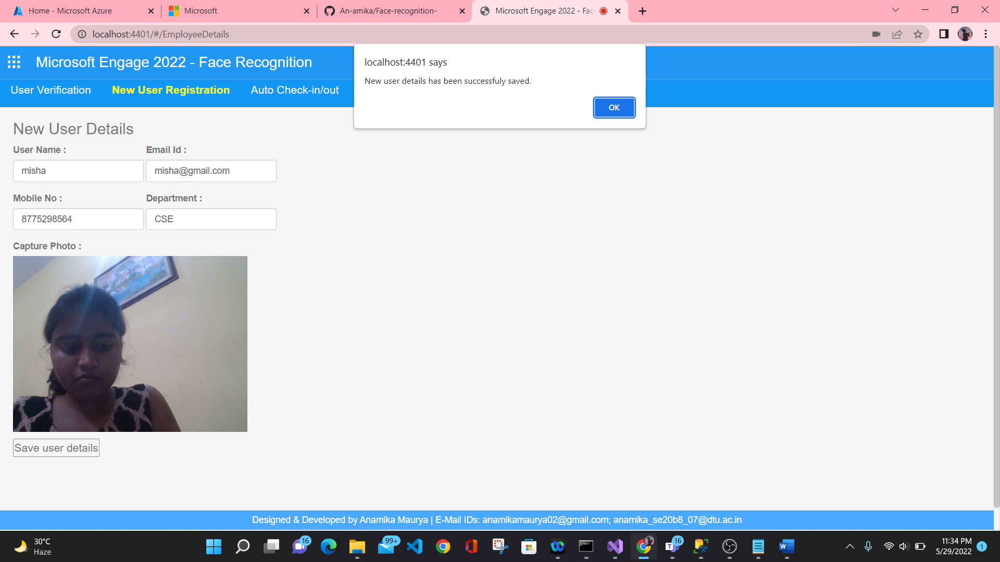 Home - Microsoft Azure
Microsoft
An-amika/Face-recognition-
Microsoft Engage 2022 - Fac
localhost:4401/#/EmployeeDetails
Microsoft Engage 2022 - Face Recognition
localhost:4401 says
New user details has been successfuly saved.
OK
User Verification
New User Registration
Auto Check-in/out
New User Details
User Name :
Email Id :
misha
misha@gmail.com
Mobile No :
Department :
8775298564
CSE
Capture Photo :
Save user details
Designed & Developed by Anamika Maurya | E-Mail IDs: anamikamaurya02@gmail.com; anamika_se20b8_07@dtu.ac.in
30°C
Haze
16
99+
16
11:34 PM
5/29/2022
1